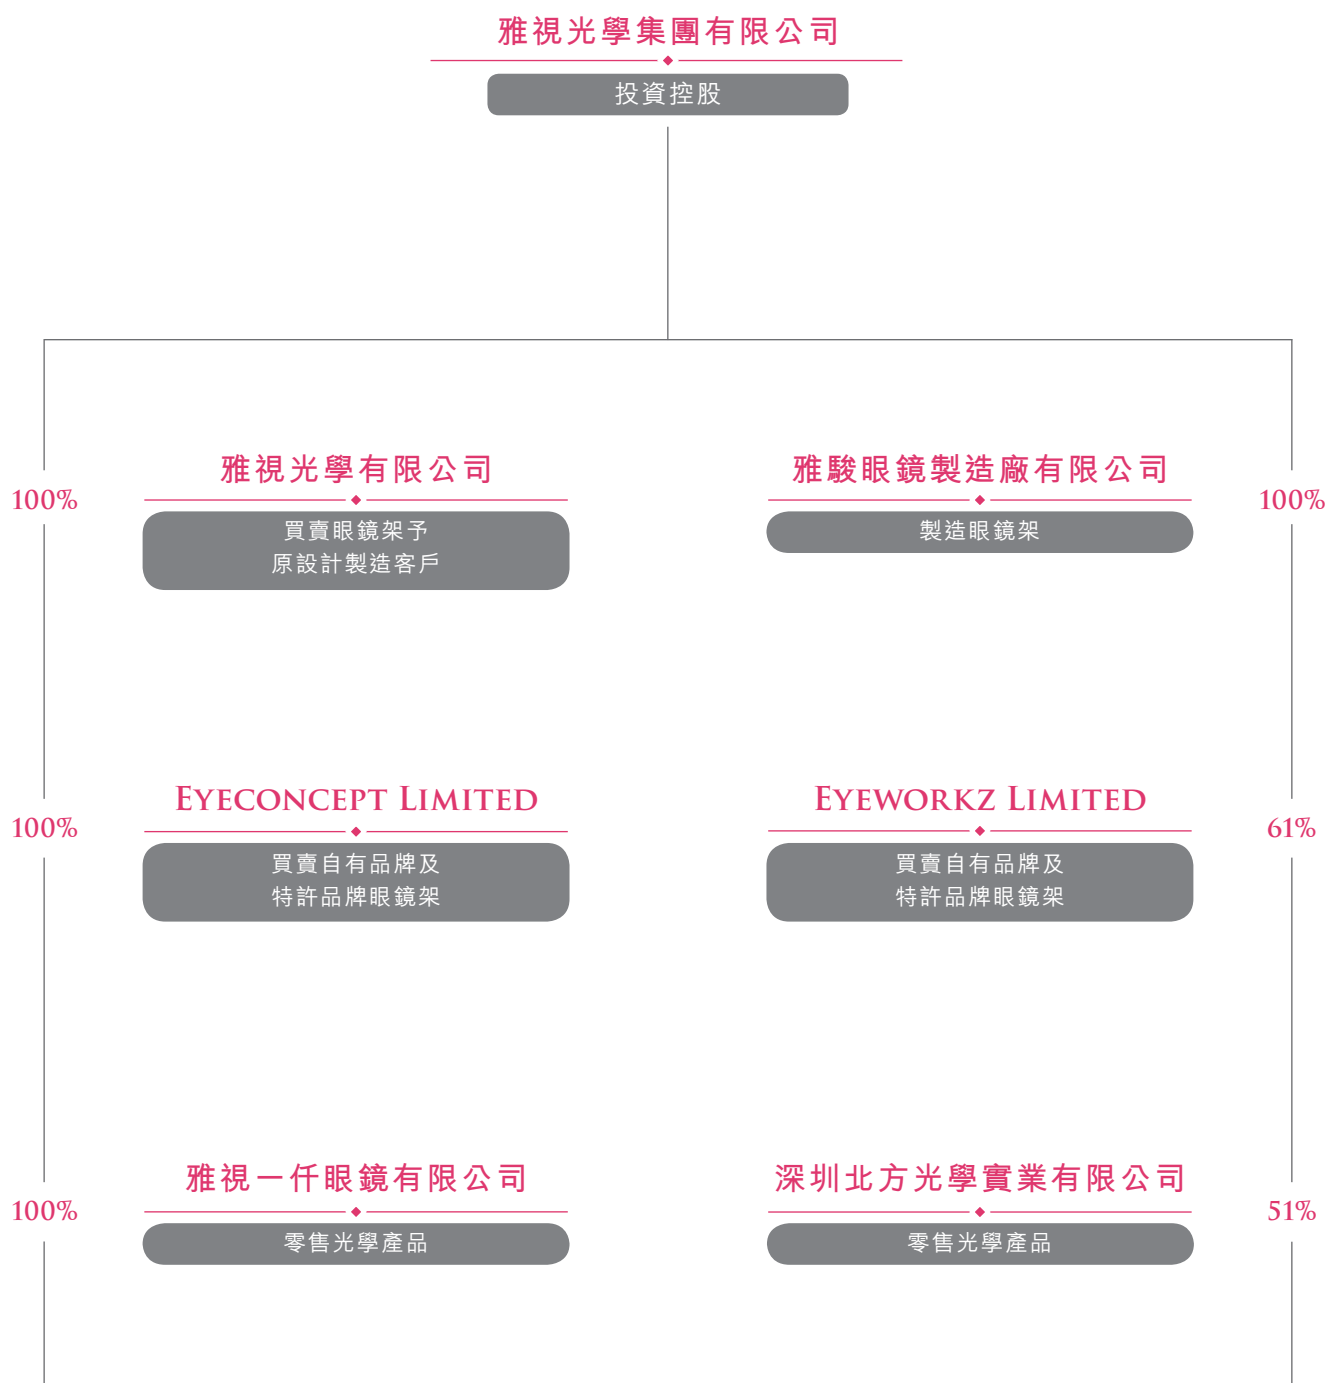 雅視光學集團有限公司
投資控股
雅視光學有限公司
100%
買賣眼鏡架予
原設計製造客戶
雅駿眼鏡製造廠有限公司
100%
製造眼鏡架
EYECONCEPT LIMITED
100%
買賣自有品牌及
特許品牌眼鏡架
EYEWORKZ LIMITED
61%
買賣自有品牌及
特許品牌眼鏡架
雅視一仟眼鏡有限公司
100%
零售光學產品
深圳北方光學實業有限公司
51%
零售光學產品